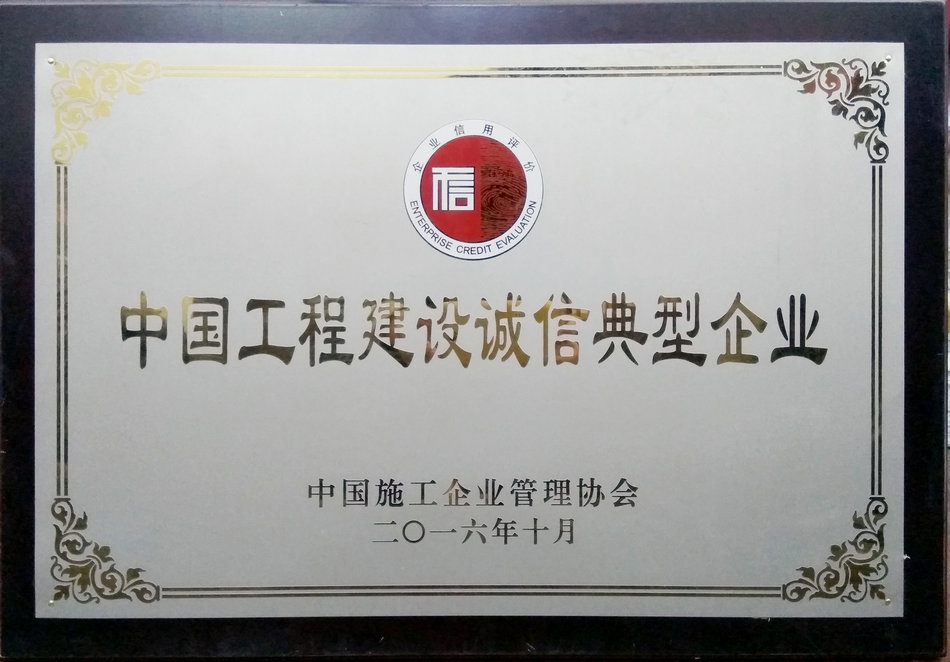 企业信用评价
信
ENTERPRISE CREDIT EVALUATION
中国工程建设诚信典型企业
中国施工企业管理协会
二〇一六年十月